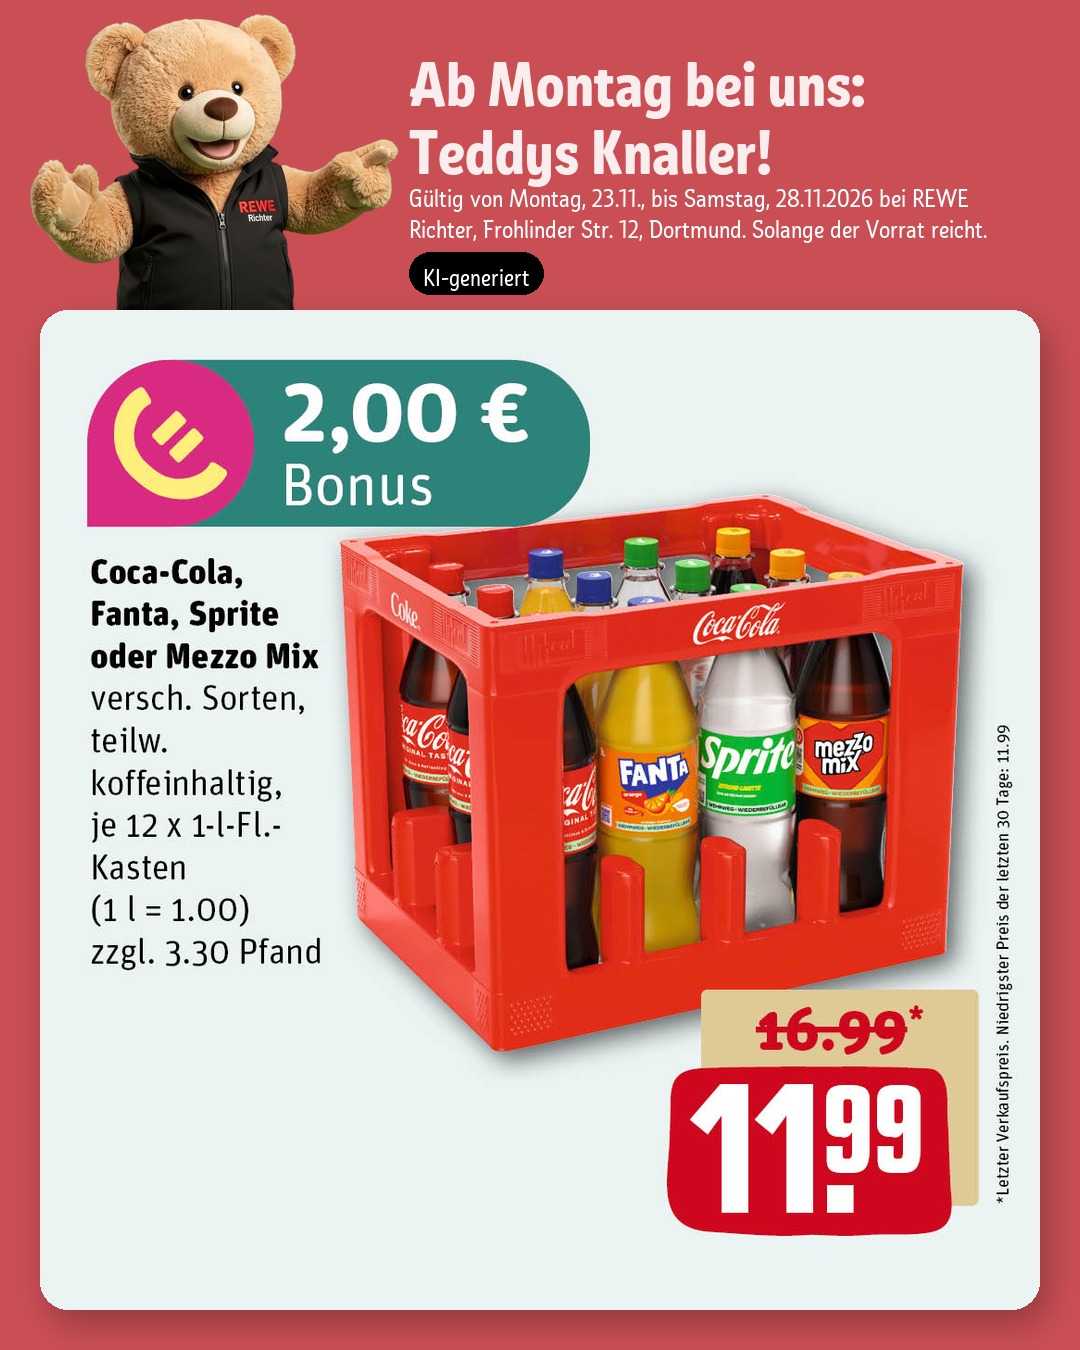 Ab Montag bei uns:
Teddys Knaller!
Gültig von Montag, 23.11., bis Samstag, 28.11.2026 bei REWE
Richter, Frohlinder Str. 12, Dortmund. Solange der Vorrat reicht.
KI-generiert
REWE
Richter
2,00 €
Bonus
Coca-Cola,
Fanta, Sprite
oder Mezzo Mix
versch. Sorten,
teilw.
koffeinhaltig,
je 12 x 1-l-Fl.-
Kasten
(1 l = 1.00)
zzgl. 3.30 Pfand
Coke
Coca-Cola
FANTA
orange
Sprite
mezzo
mix
16.99*
11.99
*Letzter Verkaufspreis. Niedrigster Preis der letzten 30 Tage: 11.99